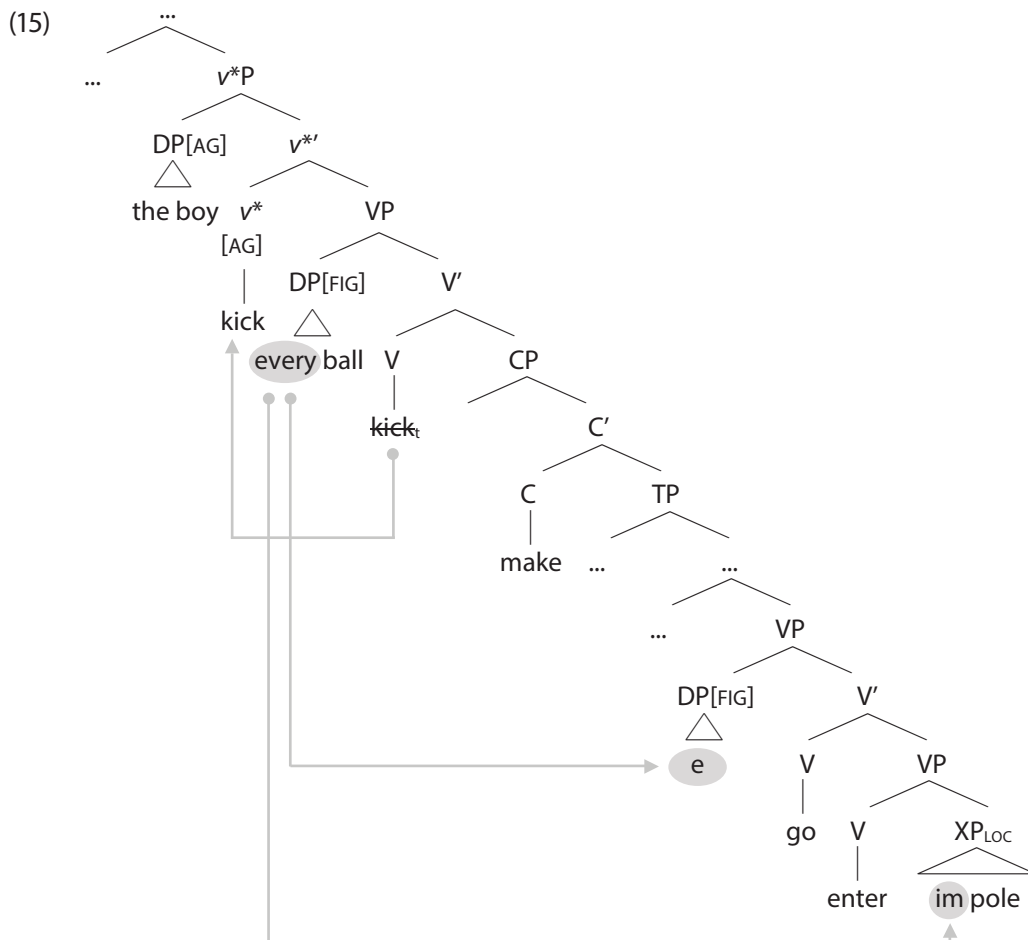 (15) ...
... v*P
DP[AG] v*'
the boy v* VP
[AG] DP[FIG] V'
kick every ball V CP
kickt C'
C TP
make ... ...
... VP
DP[FIG] V'
e V VP
go V XPLOC
enter im pole